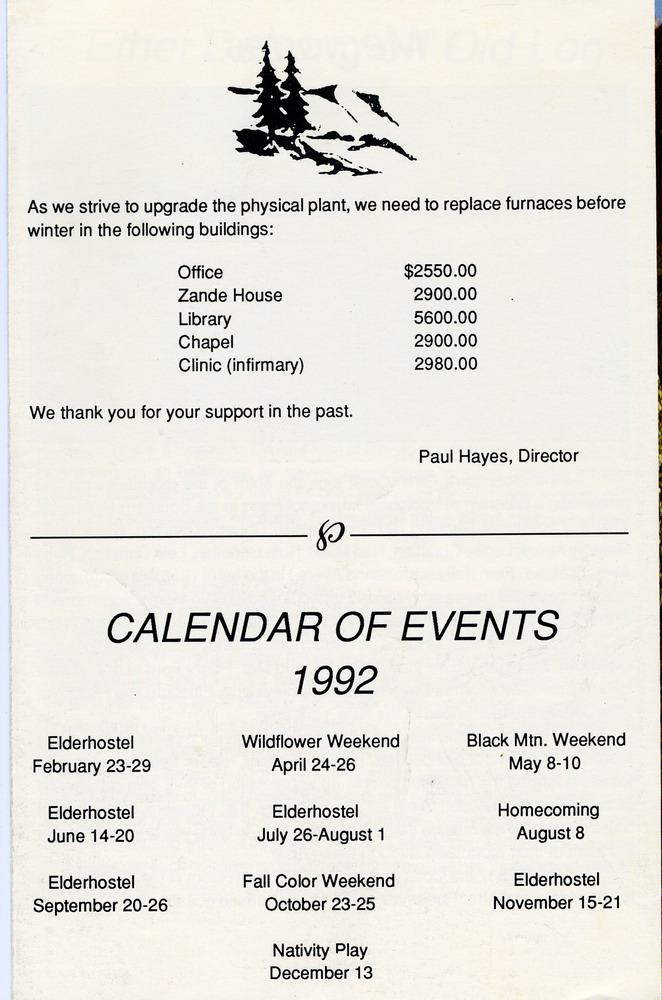 As we strive to upgrade the physical plant, we need to replace furnaces before
winter in the following buildings:
Office $2550.00
Zande House 2900.00
Library 5600.00
Chapel 2900.00
Clinic (infirmary) 2980.00
We thank you for your support in the past.
Paul Hayes, Director
CALENDAR OF EVENTS
1992
Elderhostel Wildflower Weekend Black Mtn. Weekend
February 23-29 April 24-26 May 8-10
Elderhostel Elderhostel Homecoming
June 14-20 July 26-August 1 August 8
Elderhostel Fall Color Weekend Elderhostel
September 20-26 October 23-25 November 15-21
Nativity Play
December 13